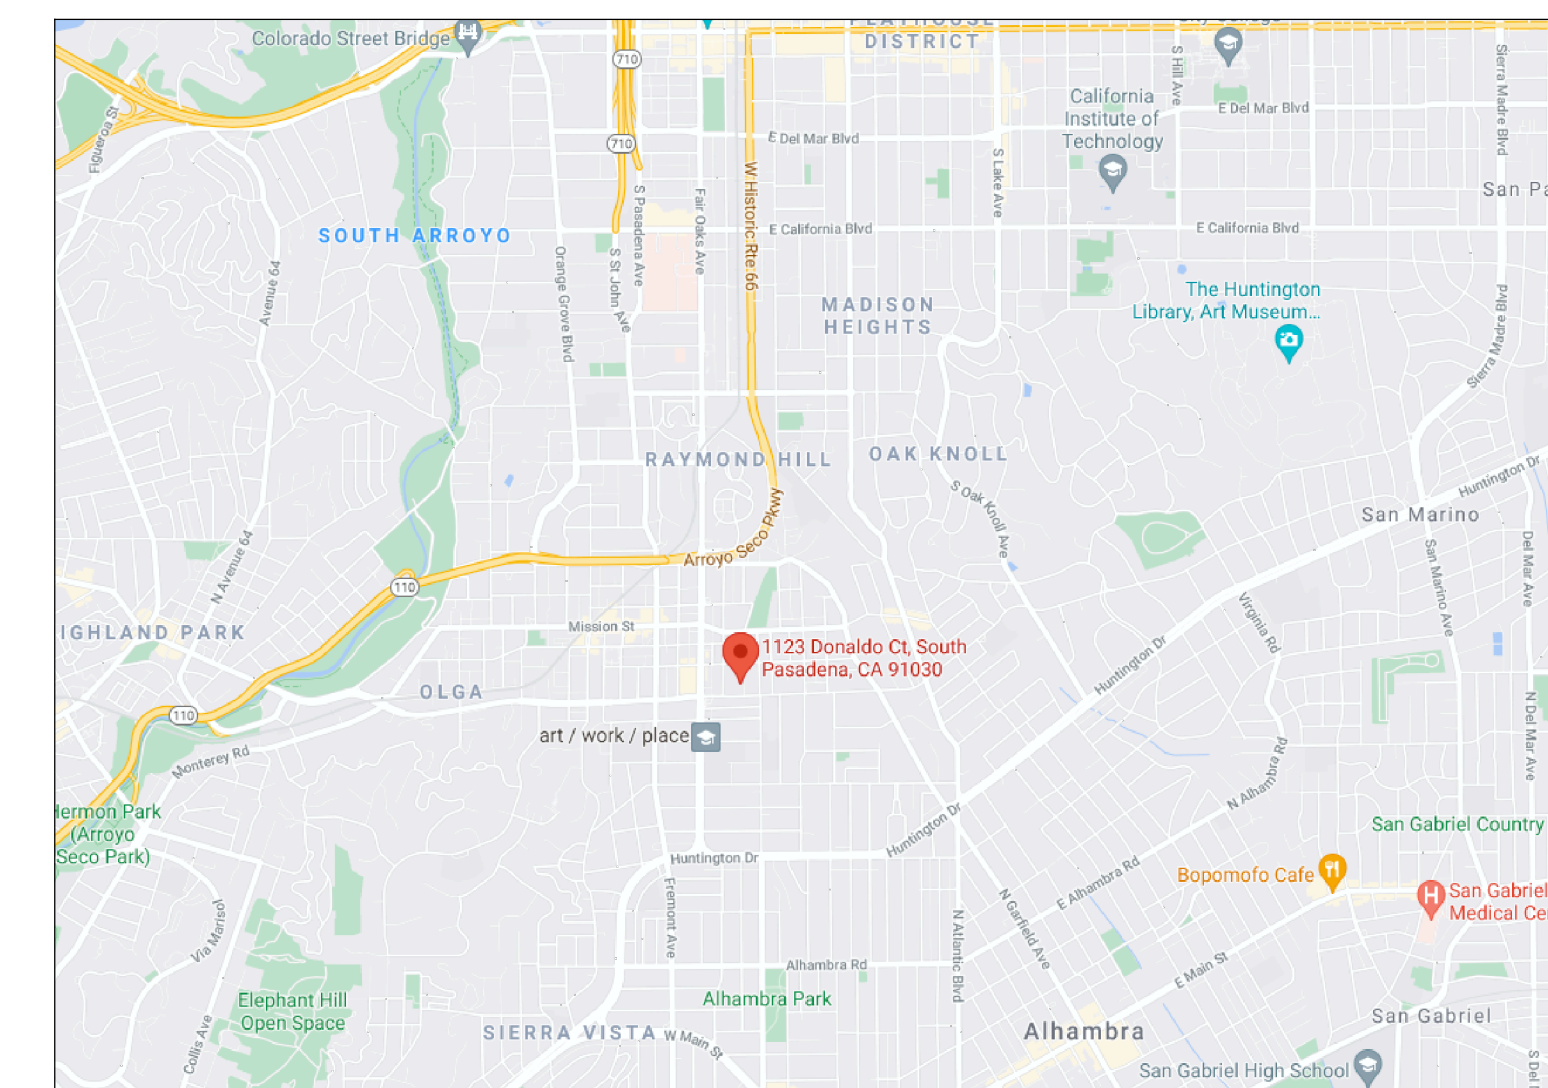 PLAYHOUSE
DISTRICT
City College
Colorado Street Bridge
710
S Hill Ave
Sierra Madre Blvd
California
Institute of
Technology
E Del Mar Blvd
Figueroa St
710
E Del Mar Blvd
S Lake Ave
W Historic Rte 66
S Pasadena Ave
Fair Oaks Ave
San Pa
SOUTH ARROYO
E California Blvd
E California Blvd
Orange Grove Blvd
S St John Ave
Avenue 64
The Huntington
Library, Art Museum...
MADISON
HEIGHTS
Sierra Madre Blvd
RAYMOND HILL
OAK KNOLL
Huntington Dr
S Oak Knoll Ave
San Marino
Arroyo Seco Pkwy
N Avenue 64
San Marino Ave
Del Mar Ave
110
Virginia Rd
IGHLAND PARK
Mission St
1123 Donaldo Ct, South
Pasadena, CA 91030
Huntington Dr
OLGA
110
N Del Mar Ave
art / work / place
Monterey Rd
N Alhambra Rd
Hermon Park
(Arroyo
Seco Park)
Huntington Dr
San Gabriel Country
Huntington Dr
Bopomofo Cafe
E Alhambra Rd
San Gabriel
Medical Ce
Fremont Ave
N Garfield Ave
N Atlantic Blvd
Via Marisol
Alhambra Rd
E Main St
Elephant Hill
Open Space
Alhambra Park
San Gabriel
SIERRA VISTA
W Main St
Alhambra
Collis Ave
San Gabriel High School
S Del